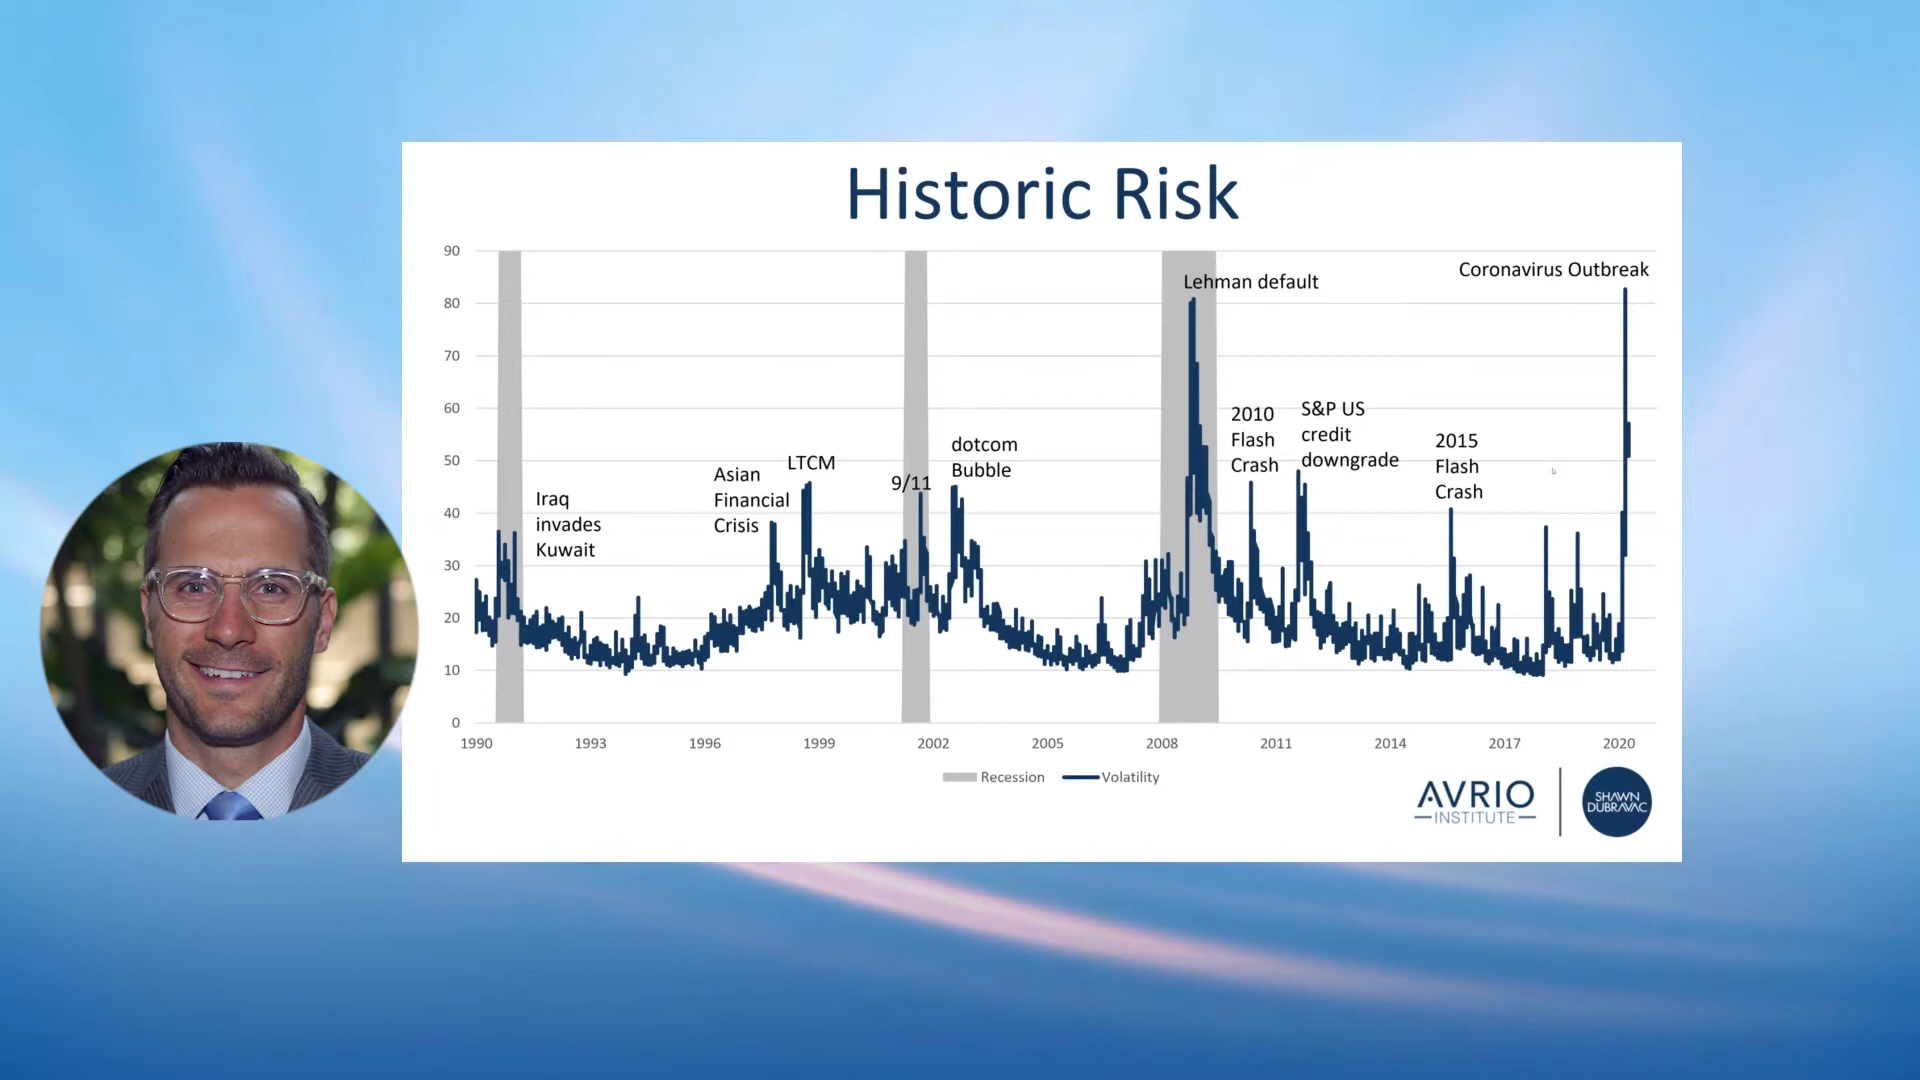 Historic Risk
90
80
70
60
50
40
30
20
10
0
Iraq
invades
Kuwait
Asian
Financial
Crisis
LTCM
9/11
dotcom
Bubble
Lehman default
2010
Flash
Crash
S&P US
credit
downgrade
2015
Flash
Crash
Coronavirus Outbreak
1990 1993 1996 1999 2002 2005 2008 2011 2014 2017 2020
Recession Volatility
AVRIO
INSTITUTE
SHAWN
DUBRAVAC